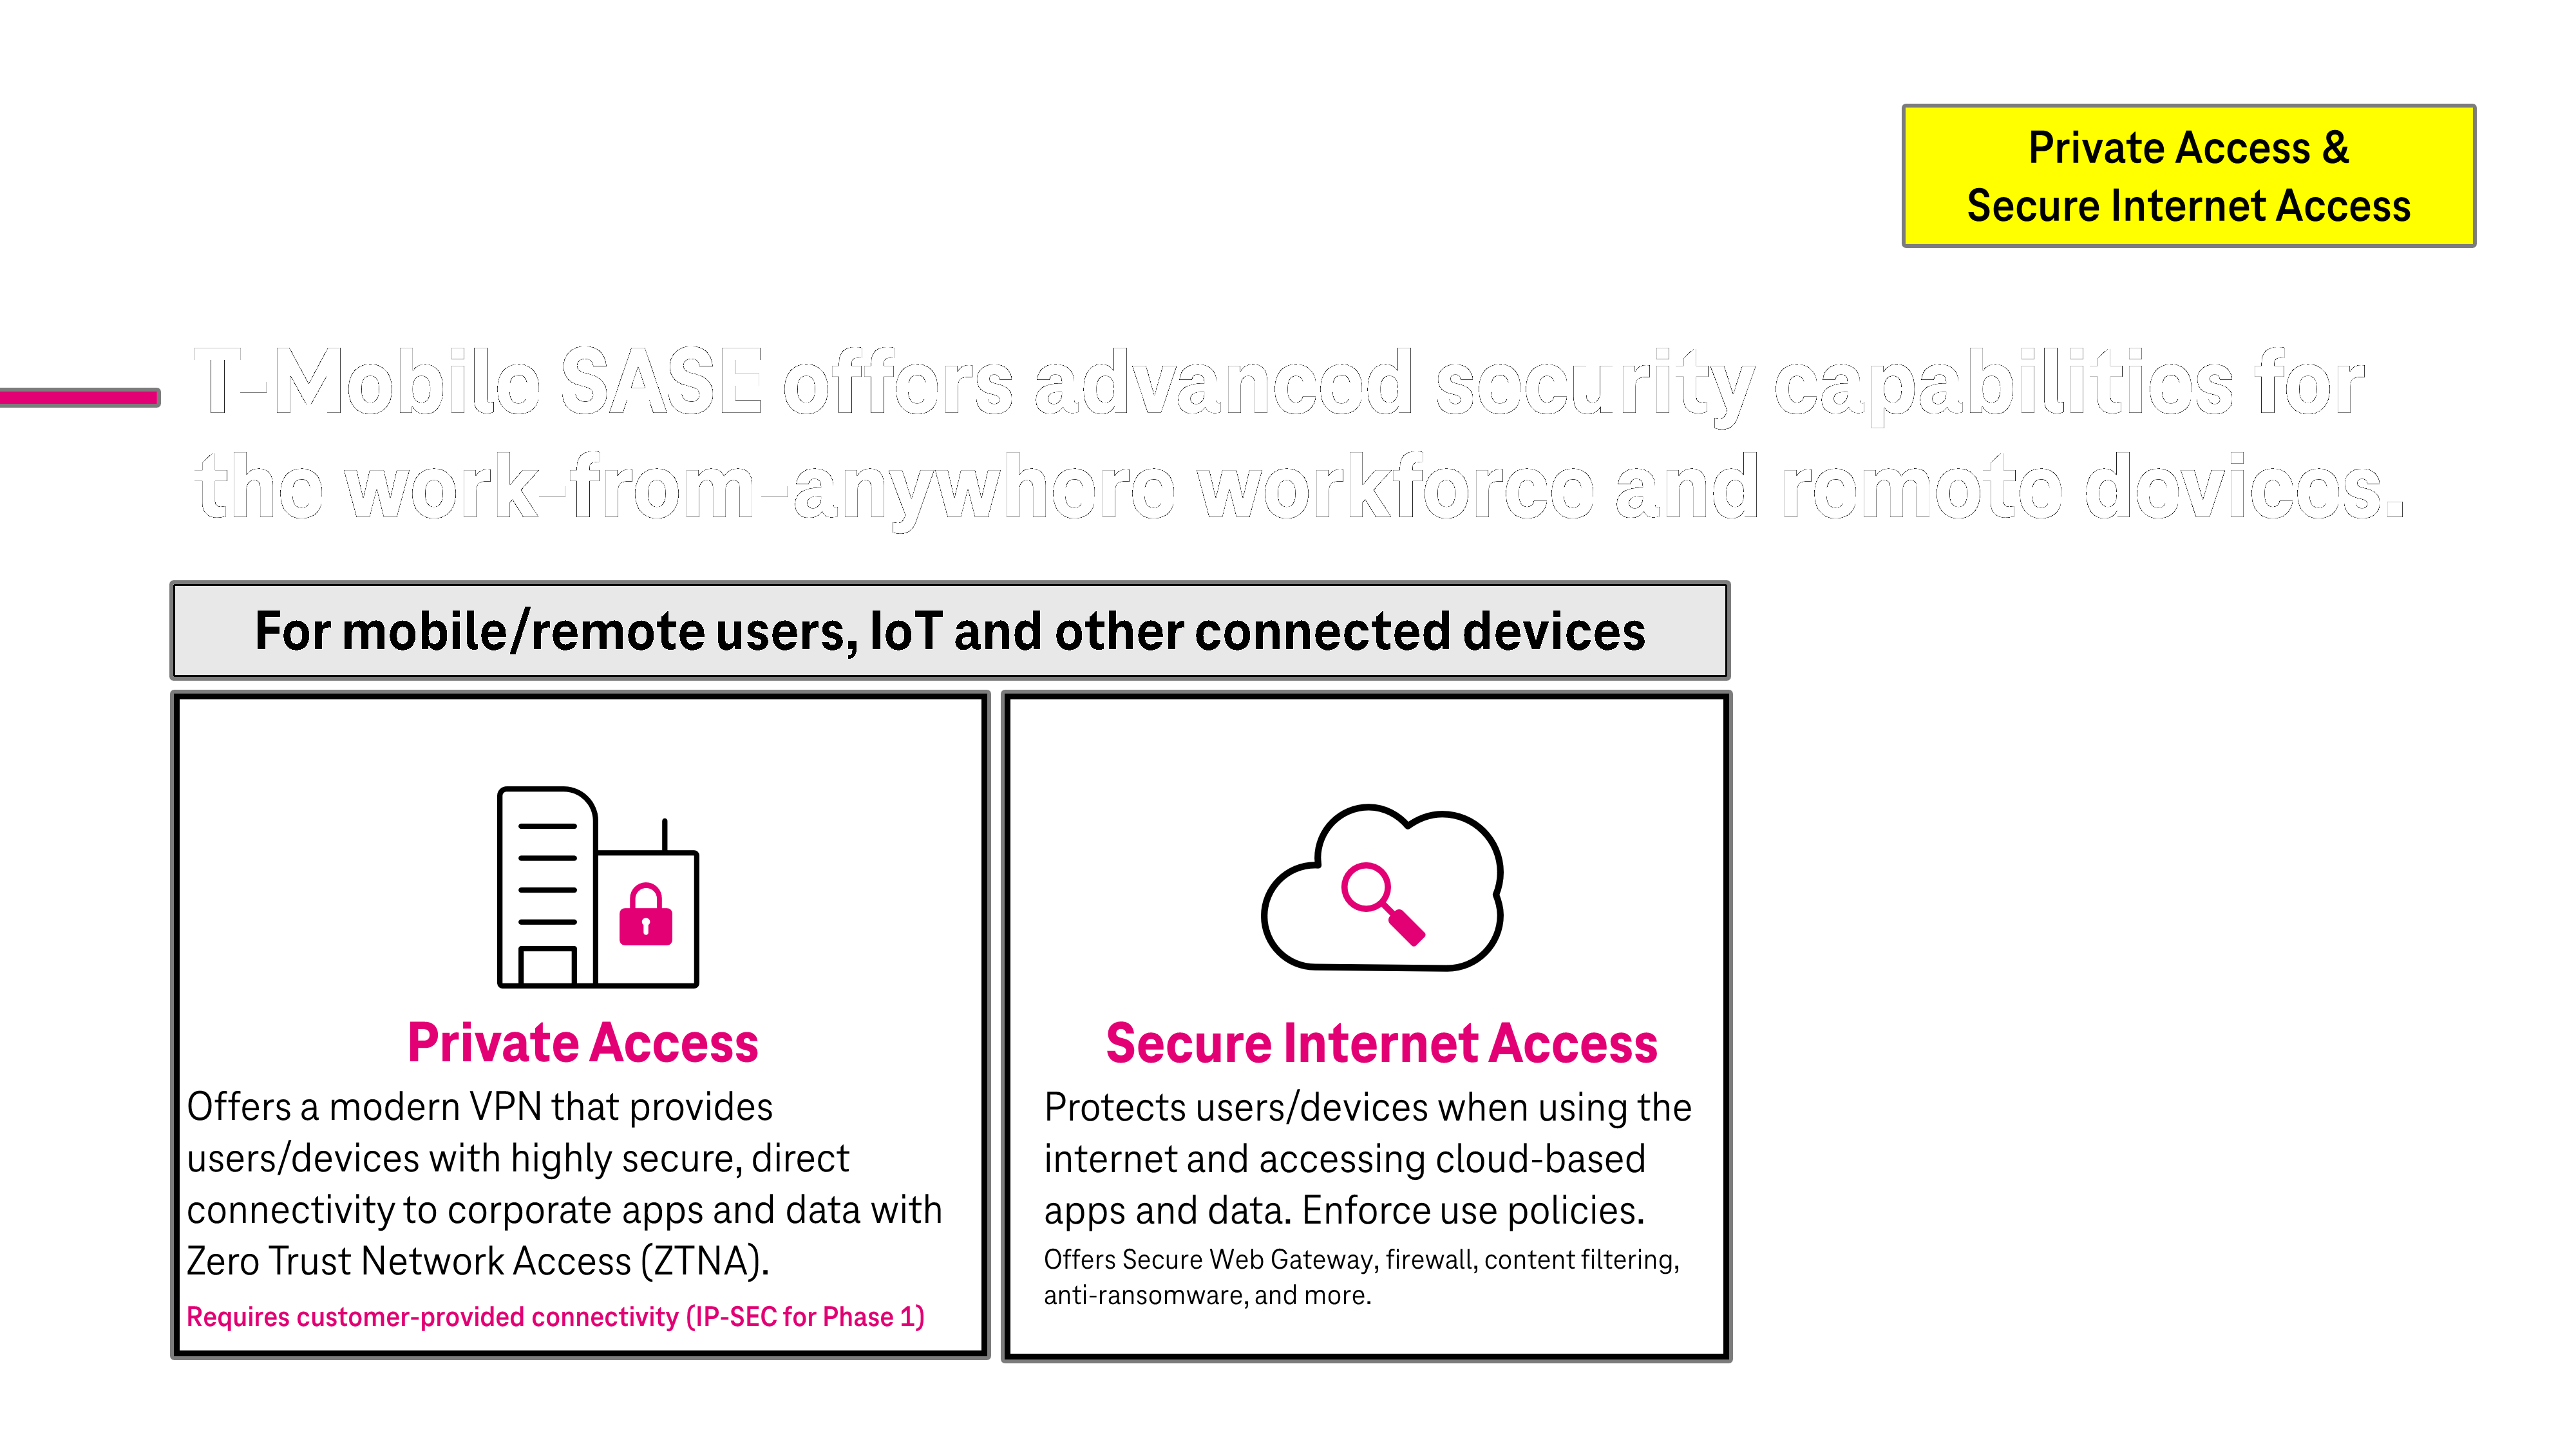 Private Access &
Secure Internet Access
T-Mobile SASE offers advanced security capabilities for
the work-from-anywhere workforce and remote devices.
For mobile/remote users, IoT and other connected devices
Private Access
Offers a modern VPN that provides
users/devices with highly secure, direct
connectivity to corporate apps and data with
Zero Trust Network Access (ZTNA).
Requires customer-provided connectivity (IP-SEC for Phase 1)
Secure Internet Access
Protects users/devices when using the
internet and accessing cloud-based
apps and data. Enforce use policies.
Offers Secure Web Gateway, firewall, content filtering,
anti-ransomware, and more.